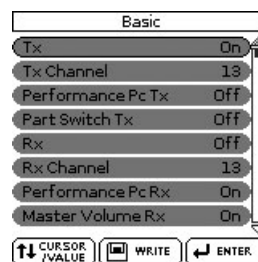 Basic
Tx On
Tx Channel 13
Performance Pc Tx Off
Part Switch Tx Off
Rx Off
Rx Channel 13
Performance Pc Rx On
Master Volume Rx On
CURSOR /VALUE WRITE ENTER